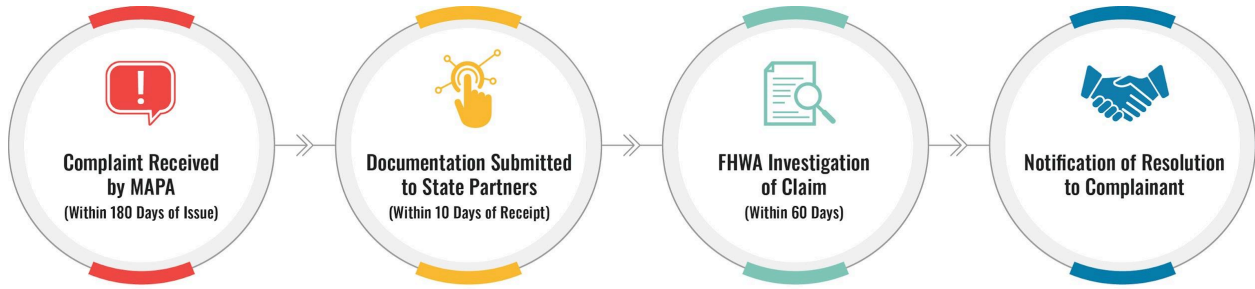 Complaint Received
by MAPA
(Within 180 Days of Issue)
Documentation Submitted
to State Partners
(Within 10 Days of Receipt)
FHWA Investigation
of Claim
(Within 60 Days)
Notification of Resolution
to Complainant